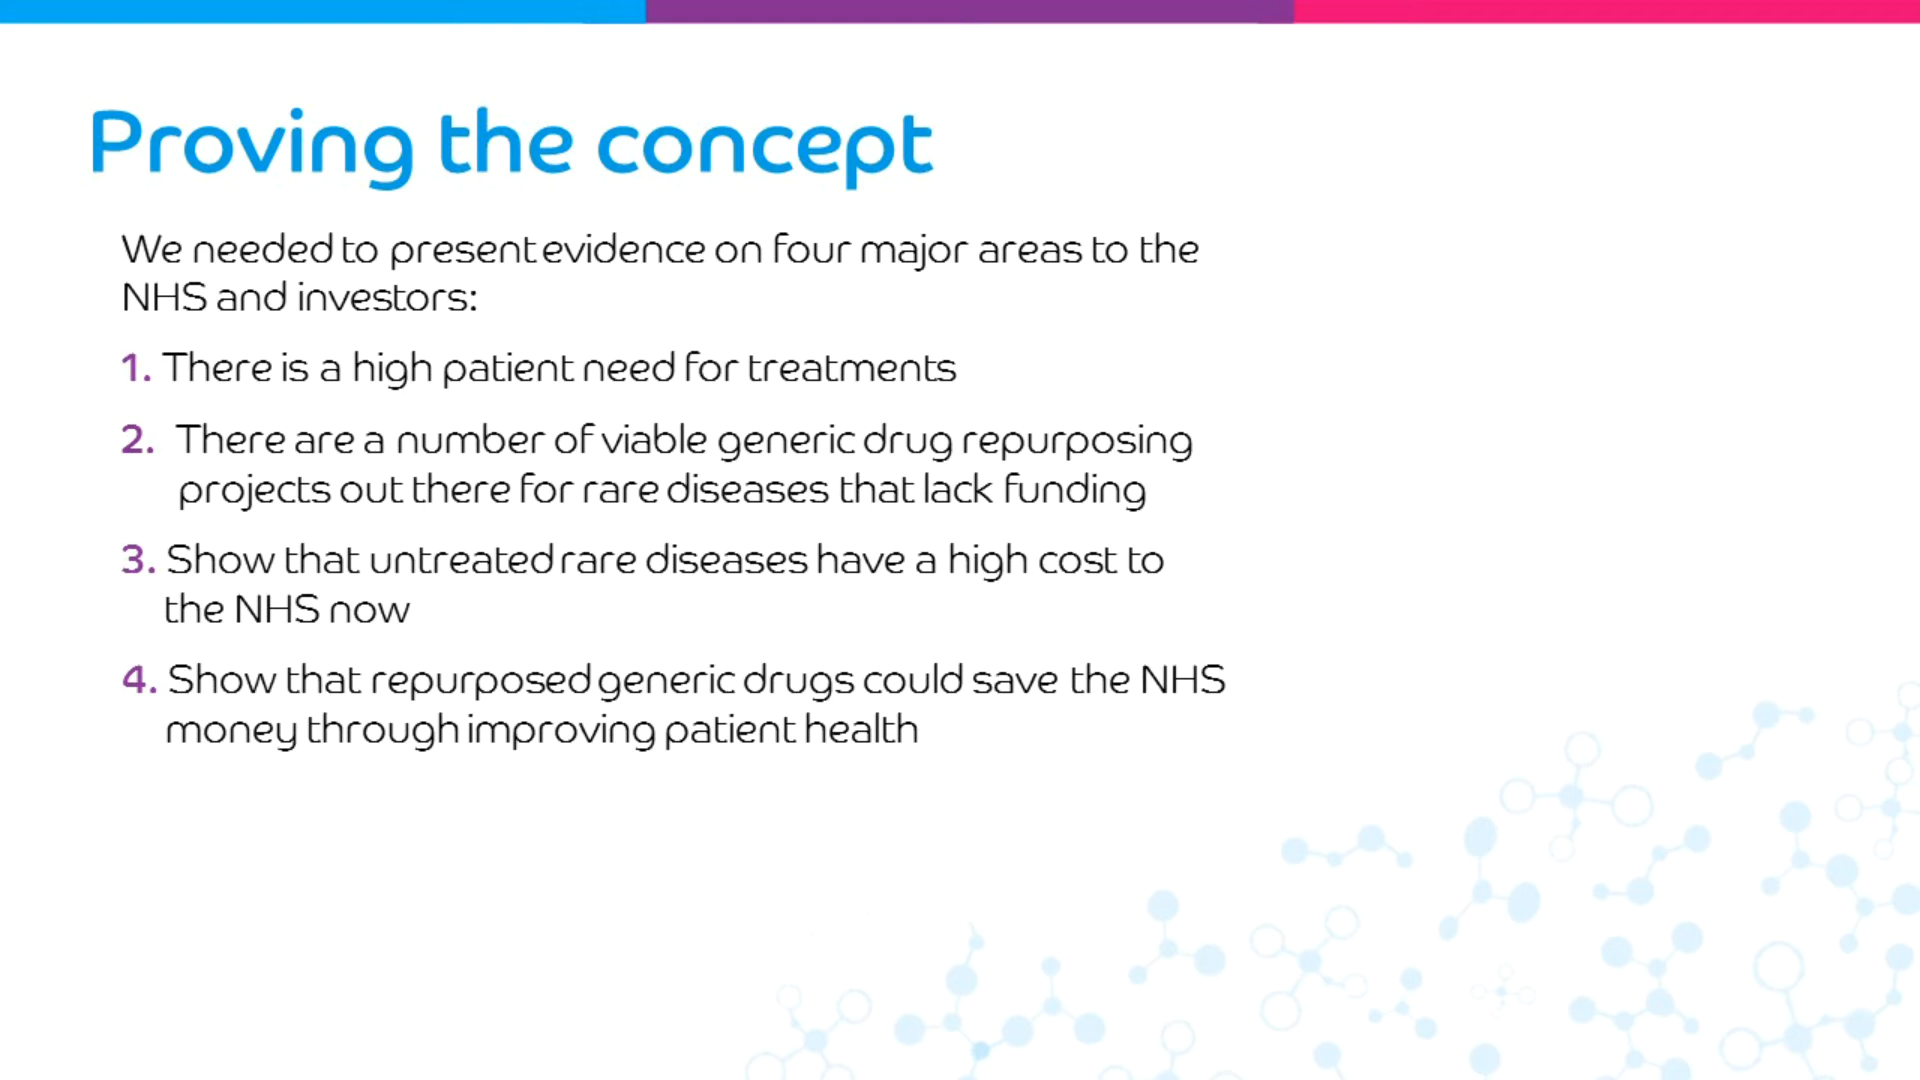 Proving the concept
We needed to present evidence on four major areas to the
NHS and investors:
1. There is a high patient need for treatments
2. There are a number of viable generic drug repurposing
projects out there for rare diseases that lack funding
3. Show that untreated rare diseases have a high cost to
the NHS now
4. Show that repurposed generic drugs could save the NHS
money through improving patient health